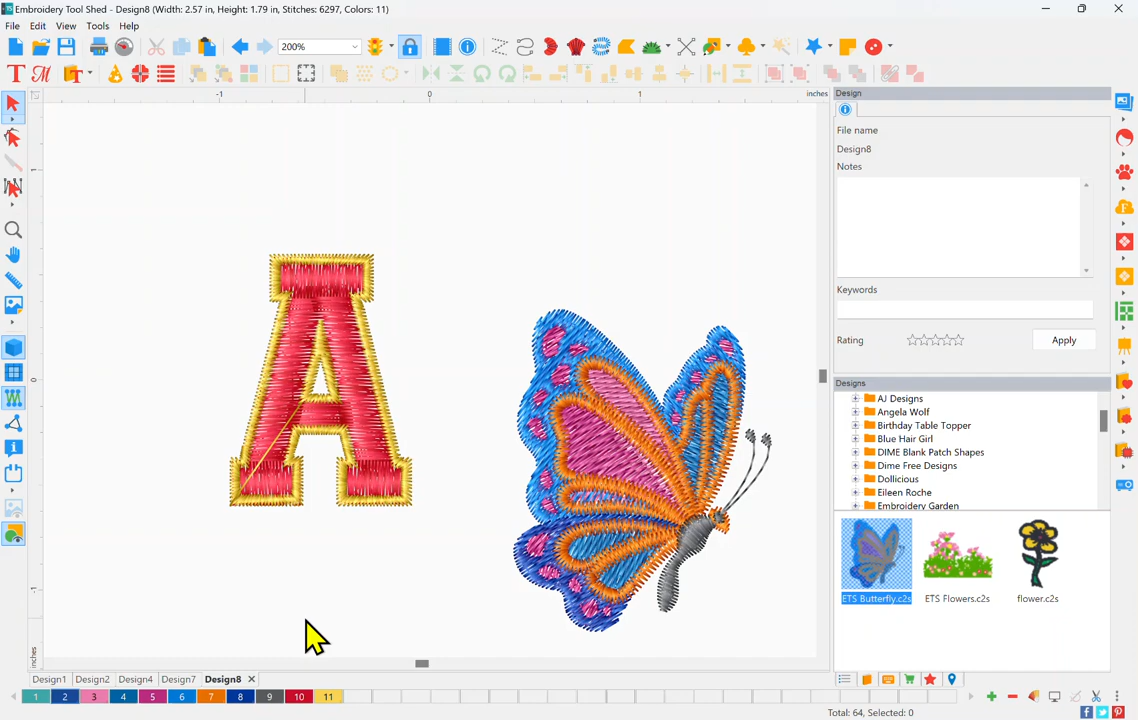 Embroidery Tool Shed - Design8 (Width: 2.57 in, Height: 1.79 in, Stitches: 6297, Colors: 11)
File Edit View Tools Help
200%
-1 0 1 inches
Design
File name
Design8
Notes
Keywords
Rating
Apply
Designs
AJ Designs
Angela Wolf
Birthday Table Topper
Blue Hair Girl
DIME Blank Patch Shapes
Dime Free Designs
Dollicious
Eileen Roche
Embroidery Garden
ETS Butterfly.c2s ETS Flowers.c2s flower.c2s
1
0
-1
inches
A
Design1 Design2 Design4 Design7 Design8
1 2 3 4 5 6 7 8 9 10 11
Total: 64, Selected: 0